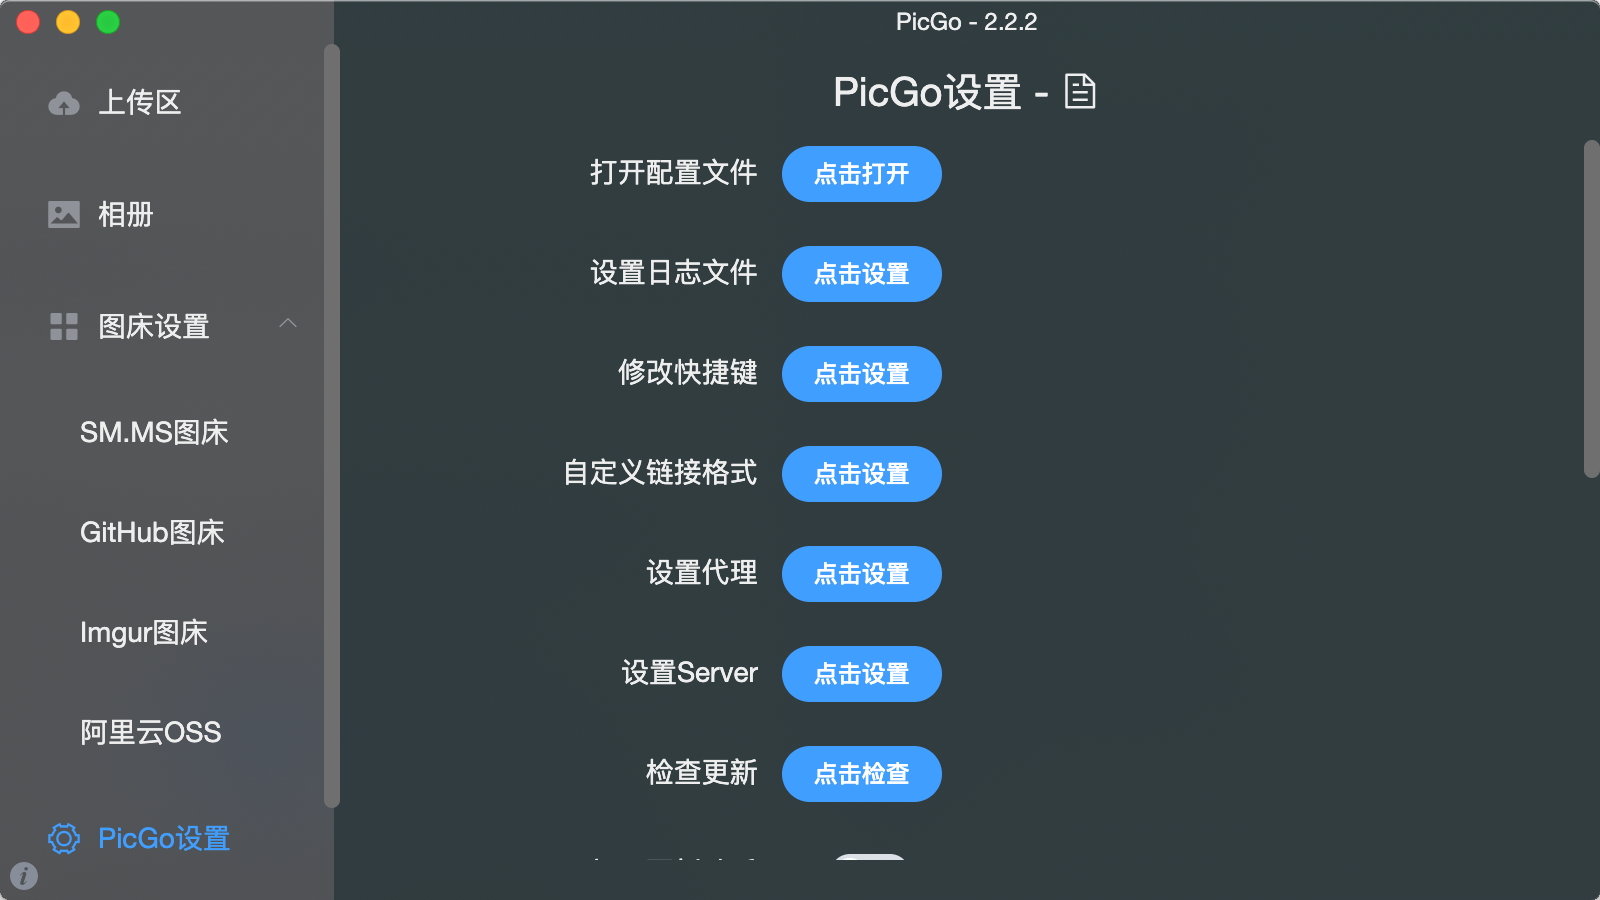 PicGo - 2.2.2
上传区
相册
图床设置
SM.MS图床
GitHub图床
Imgur图床
阿里云OSS
PicGo设置
PicGo设置 -
打开配置文件 点击打开
设置日志文件 点击设置
修改快捷键 点击设置
自定义链接格式 点击设置
设置代理 点击设置
设置Server 点击设置
检查更新 点击检查